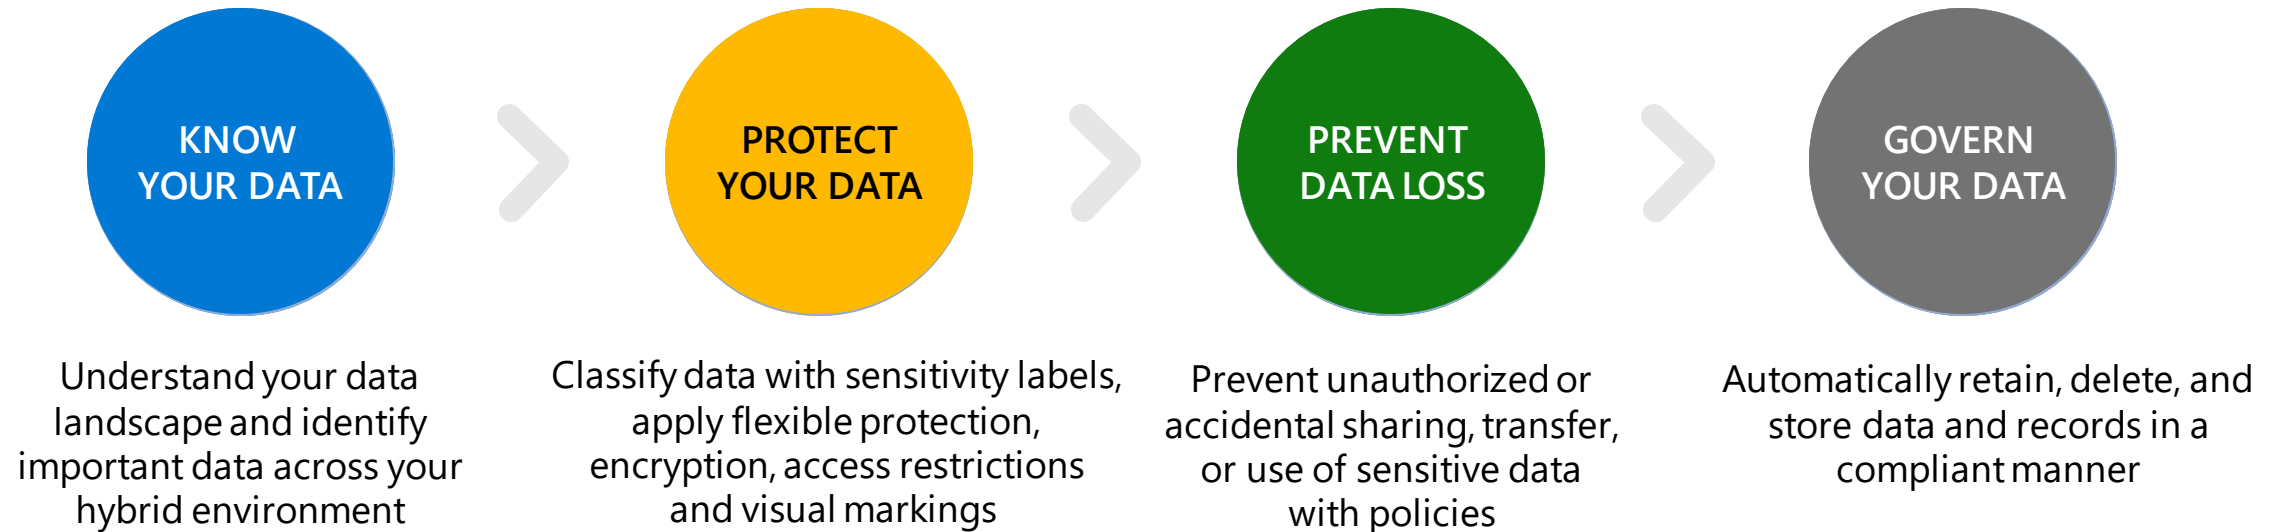 KNOW
YOUR DATA
PROTECT
YOUR DATA
PREVENT
DATA LOSS
GOVERN
YOUR DATA
Understand your data
landscape and identify
important data across your
hybrid environment
Classify data with sensitivity labels,
apply flexible protection,
encryption, access restrictions
and visual markings
Prevent unauthorized or
accidental sharing, transfer,
or use of sensitive data
with policies
Automatically retain, delete, and
store data and records in a
compliant manner